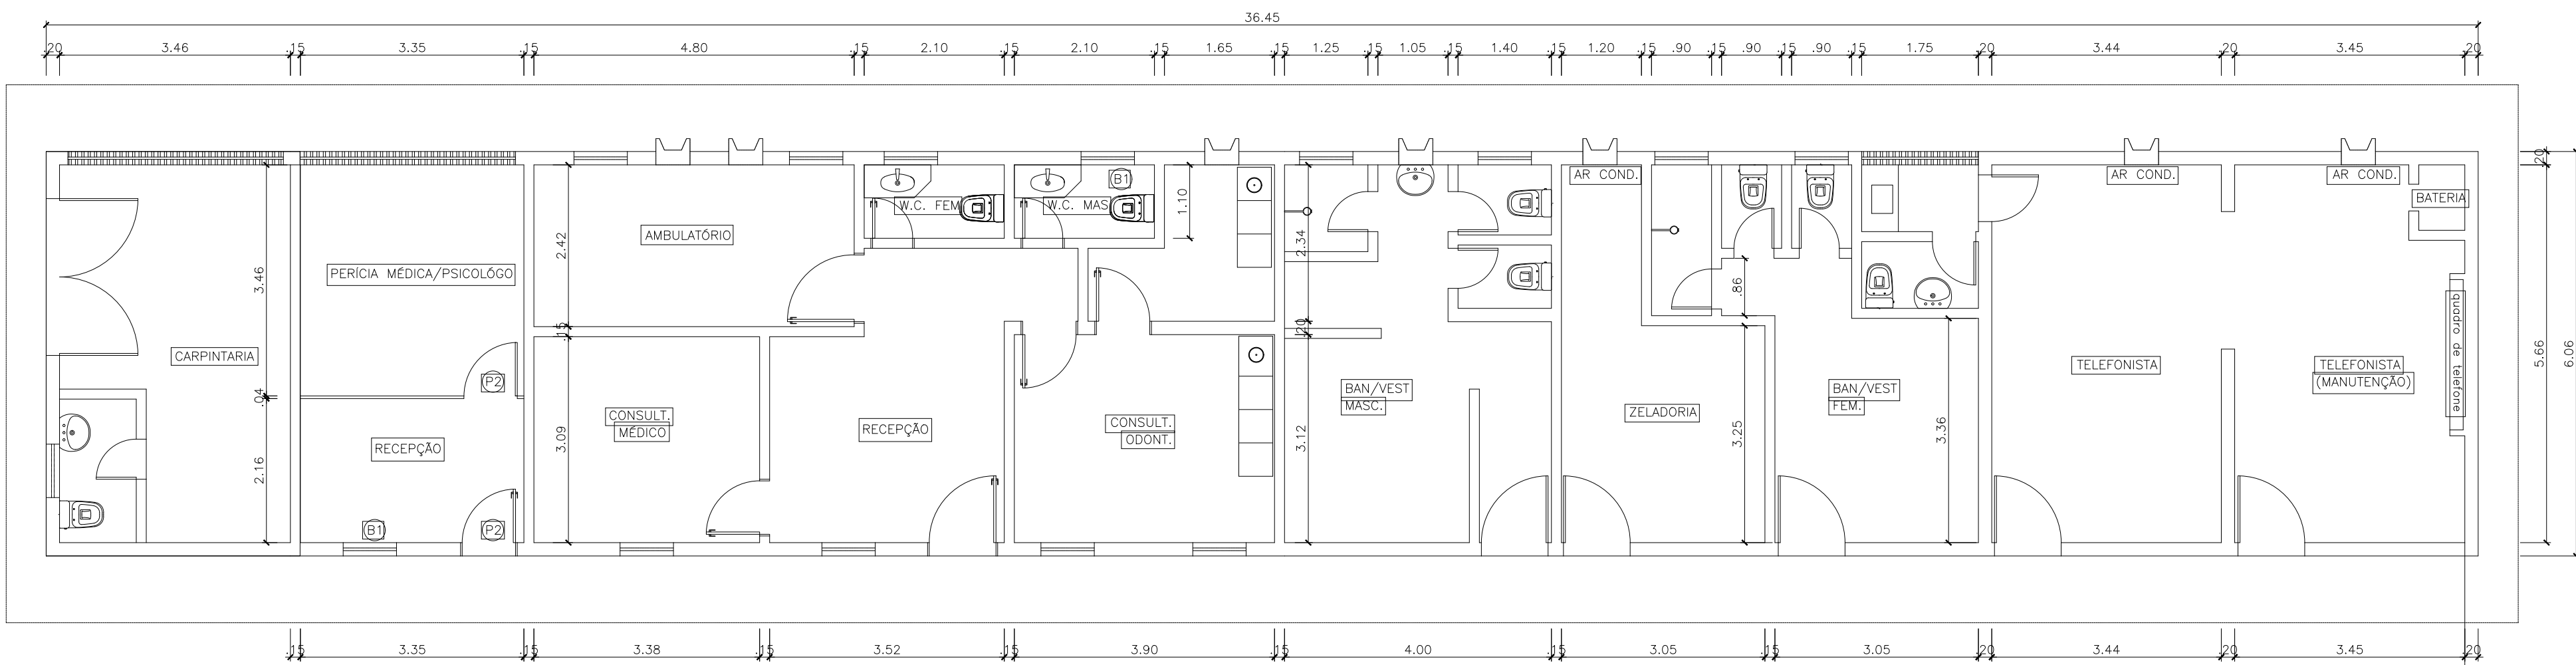 36.45
.20 3.46 .15 3.35 .15 4.80 .15 2.10 .15 2.10 .15 1.65 .15 1.25 .15 1.05 .15 1.40 .15 1.20 .15 .90 .15 .90 .15 .90 .15 1.75 .20 3.44 .20 3.45 .20
AR COND.
AR COND.
AR COND.
BATERIA
W.C. FEM
W.C. MAS
B1
1.10
AMBULATÓRIO
2.42
2.34
PERÍCIA MÉDICA/PSICOLÓGO
3.46
.86
.20
5.66
6.06
quadro de telefone
.15
.20
CARPINTARIA
TELEFONISTA
TELEFONISTA
(MANUTENÇÃO)
P2
.04
BAN/VEST
MASC.
BAN/VEST
FEM.
ZELADORIA
CONSULT.
MÉDICO
RECEPÇÃO
CONSULT.
ODONT.
3.09
3.12
3.25
3.36
RECEPÇÃO
2.16
B1
P2
.15 3.35 .15 3.38 .15 3.52 .15 3.90 .15 4.00 .15 3.05 .15 3.05 .20 3.44 .20 3.45 .20